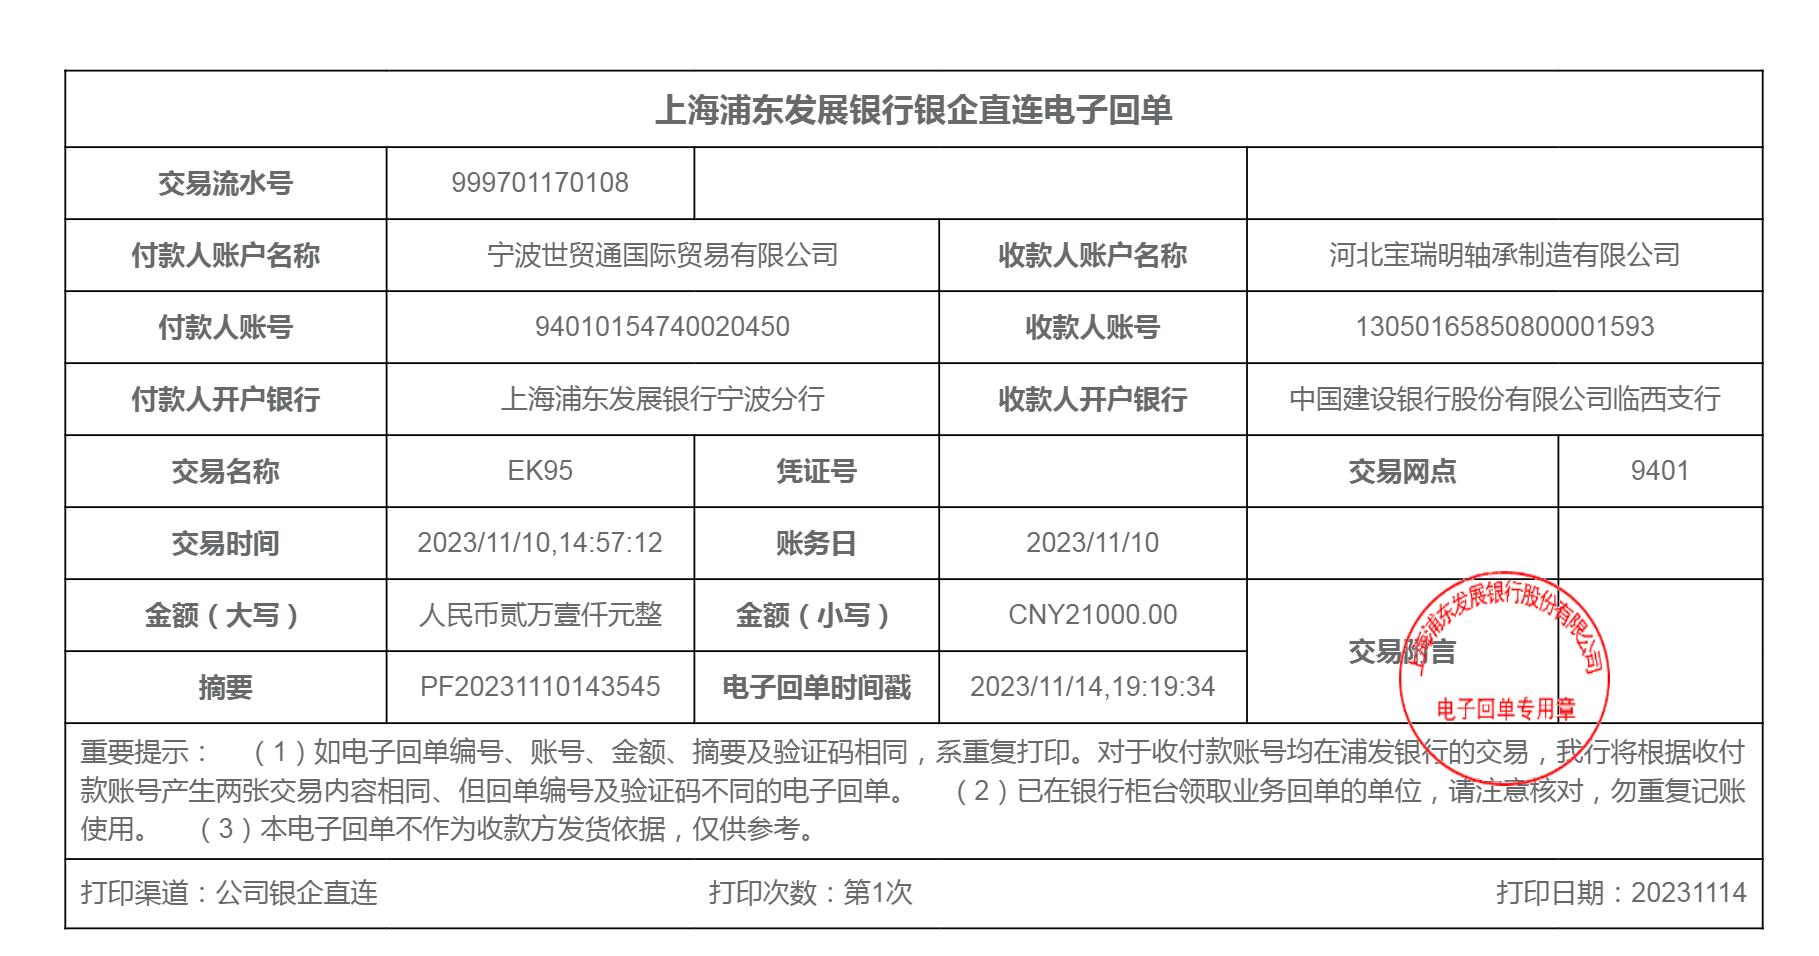 上海浦东发展银行银企直连电子回单
交易流水号 999701170108
付款人账户名称 宁波世贸通国际贸易有限公司 收款人账户名称 河北宝瑞明轴承制造有限公司
付款人账号 94010154740020450 收款人账号 13050165850800001593
付款人开户银行 上海浦东发展银行宁波分行 收款人开户银行 中国建设银行股份有限公司临西支行
交易名称 EK95 凭证号 交易网点 9401
交易时间 2023/11/10,14:57:12 账务日 2023/11/10
金额（大写） 人民币贰万壹仟元整 金额（小写） CNY21000.00
交易附言
摘要 PF20231110143545 电子回单时间戳 2023/11/14,19:19:34
上海浦东发展银行股份有限公司
电子回单专用章
重要提示： （1）如电子回单编号、账号、金额、摘要及验证码相同，系重复打印。对于收付款账号均在浦发银行的交易，我行将根据收付
款账号产生两张交易内容相同、但回单编号及验证码不同的电子回单。 （2）已在银行柜台领取业务回单的单位，请注意核对，勿重复记账
使用。 （3）本电子回单不作为收款方发货依据，仅供参考。
打印渠道：公司银企直连 打印次数：第1次 打印日期：20231114